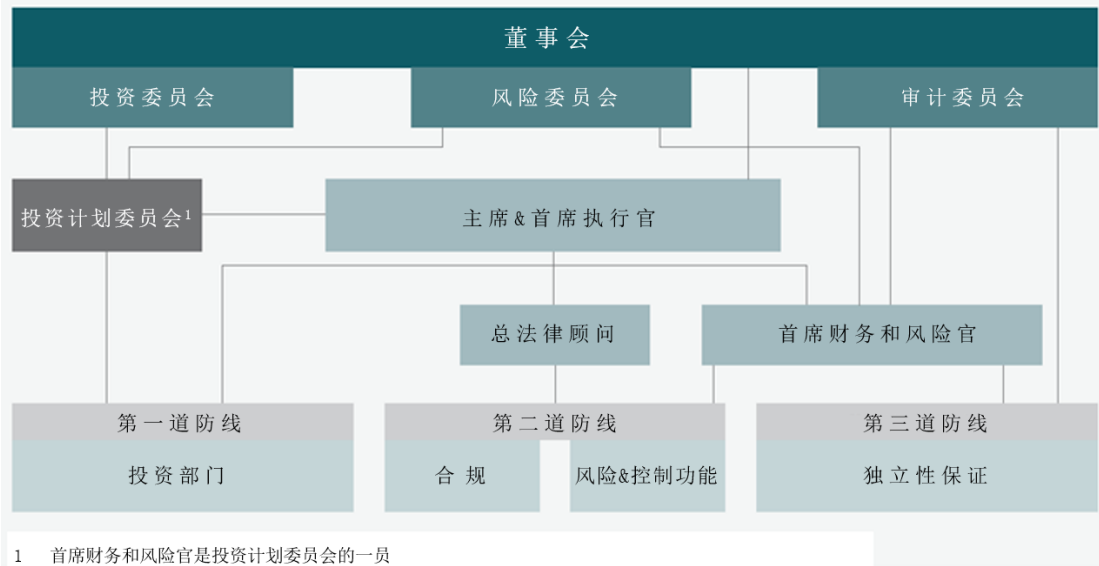 董事会
投资委员会 风险委员会 审计委员会
投资计划委员会¹ 主席&首席执行官
总法律顾问 首席财务和风险官
第一道防线 第二道防线 第三道防线
投资部门 合规 风险&控制功能 独立性保证
1 首席财务和风险官是投资计划委员会的一员